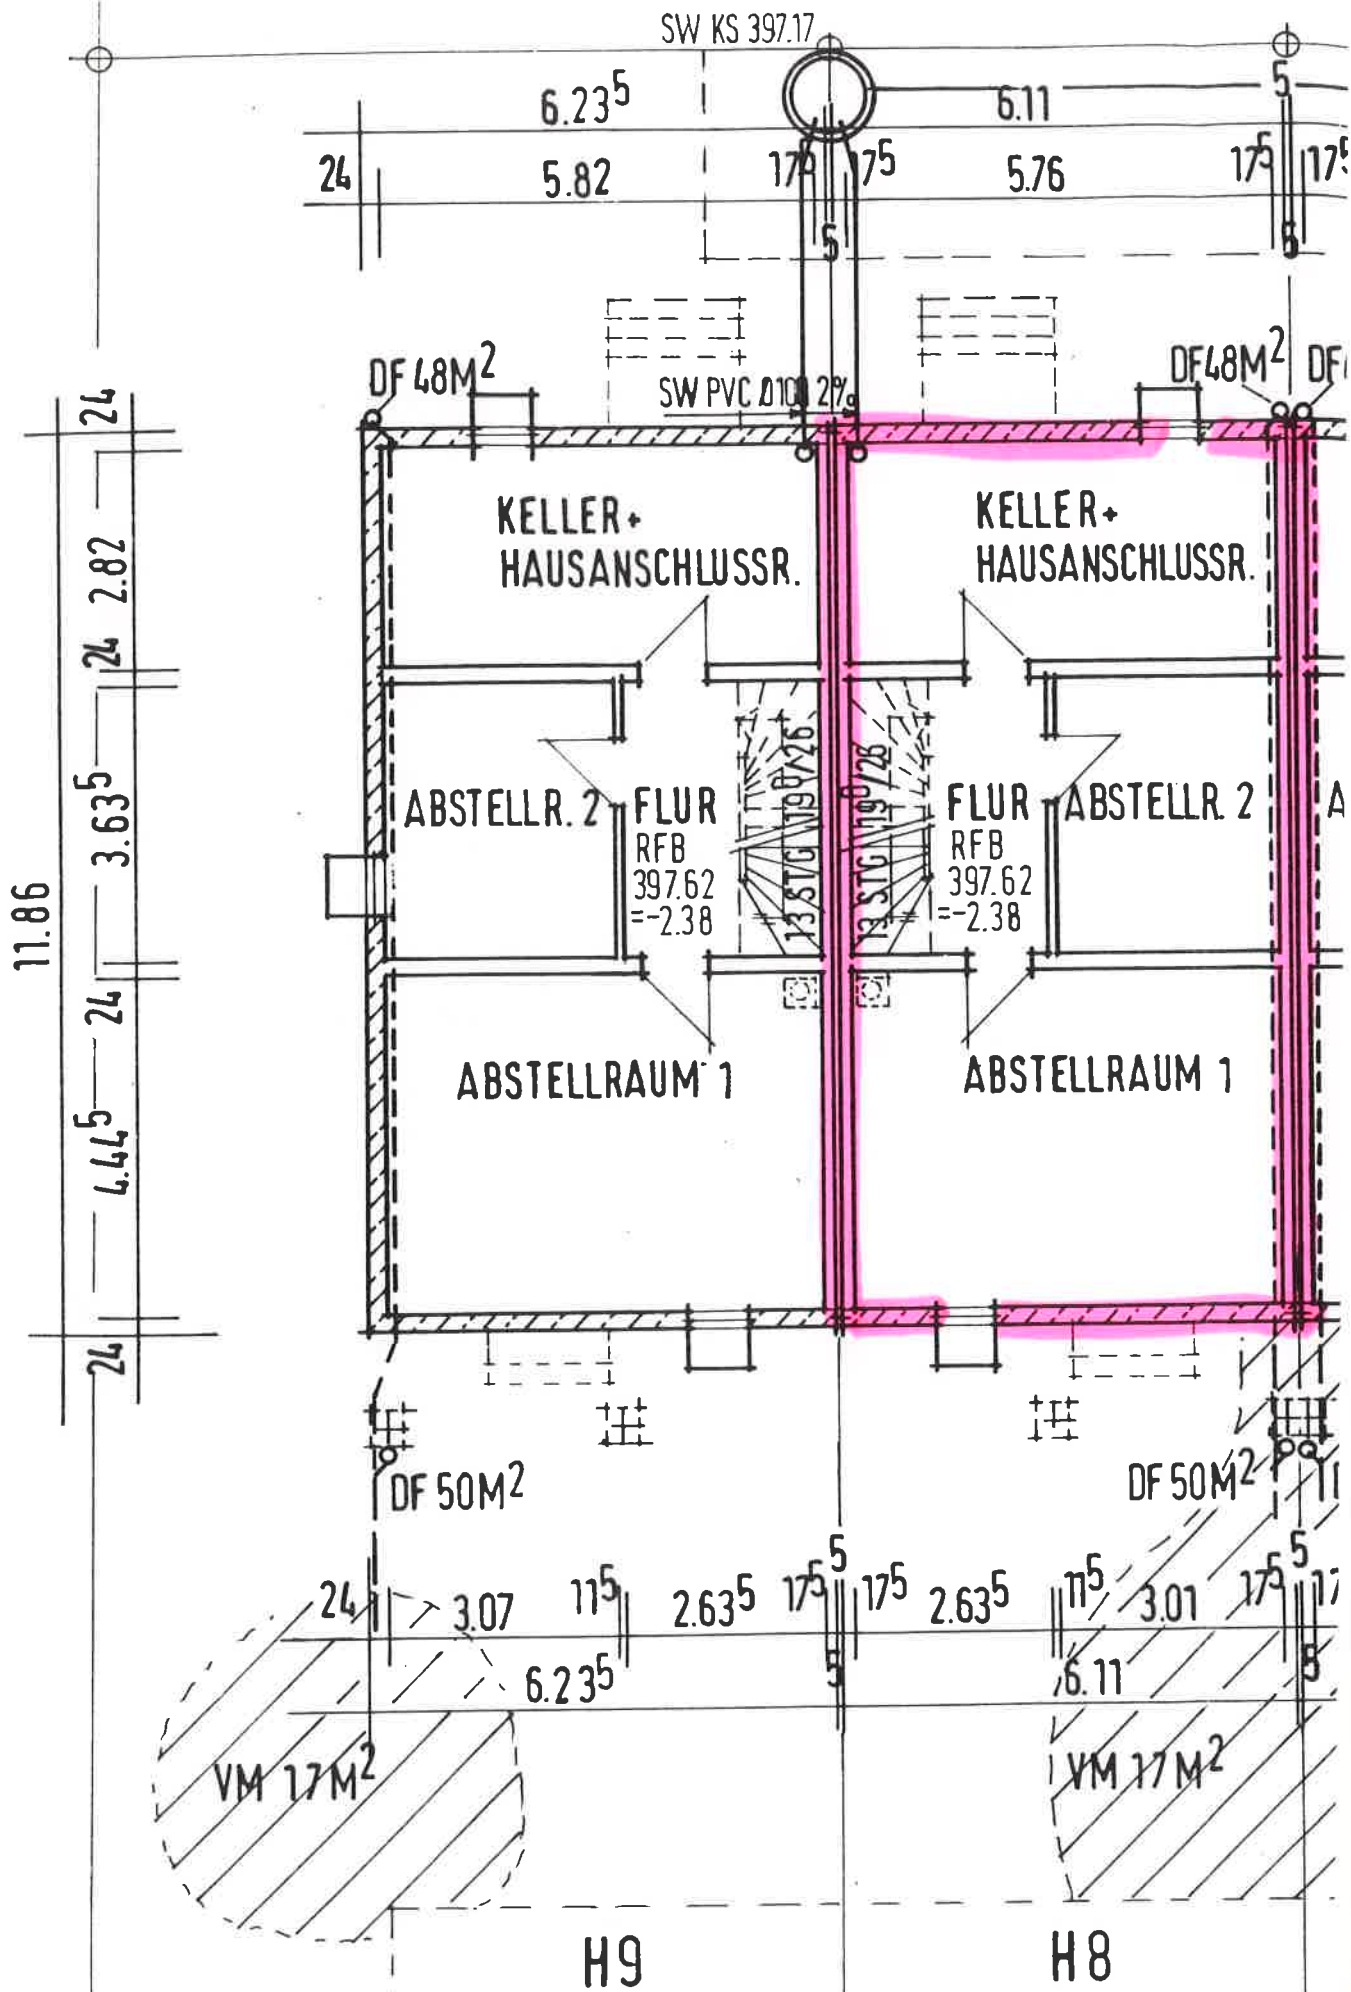 SW KS 397.17
5
6.23⁵
6.11
24
5.82
17⁵
17⁵
5.76
17⁵
17⁵
5
5
DF 48M²
DF 48M²
DF
SW PVC Ø100 2%
24
KELLER+
HAUSANSCHLUSSR.
KELLER+
HAUSANSCHLUSSR.
2.82
24
3.63⁵
11.86
ABSTELLR. 2
FLUR
RFB
397.62
=-2.38
13 STG 19⁰/26
13 STG 19⁰/26
FLUR
RFB
397.62
=-2.38
ABSTELLR. 2
A
24
ABSTELLRAUM 1
ABSTELLRAUM 1
4.44⁵
24
DF 50M²
DF 50M²
5
5
24
3.07
11⁵
2.63⁵
17⁵
17⁵
2.63⁵
11⁵
3.01
17⁵
17
6.23⁵
5
6.11
5
VM 17M²
VM 17M²
H9
H8